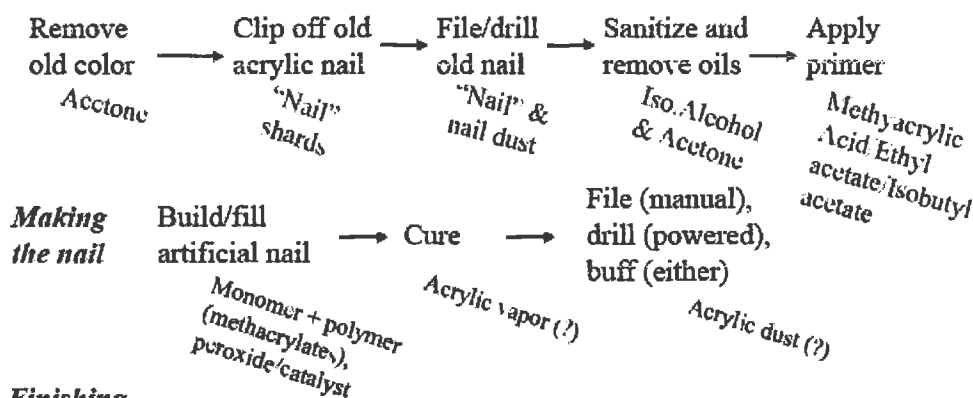 Remove
old color
Clip off old
acrylic nail
File/drill
old nail
Sanitize and
remove oils
Apply
primer
Acetone
"Nail"
shards
"Nail" &
nail dust
Iso. Alcohol
& Acetone
Methyacrylic
Acid/Ethyl
acetate/Isobutyl
acetate
Making
the nail
Build/fill
artificial nail
Cure
File (manual),
drill (powered),
buff (either)
Monomer + polymer
(methacrylates),
peroxide/catalyst
Acrylic vapor (?)
Acrylic dust (?)
Finishing